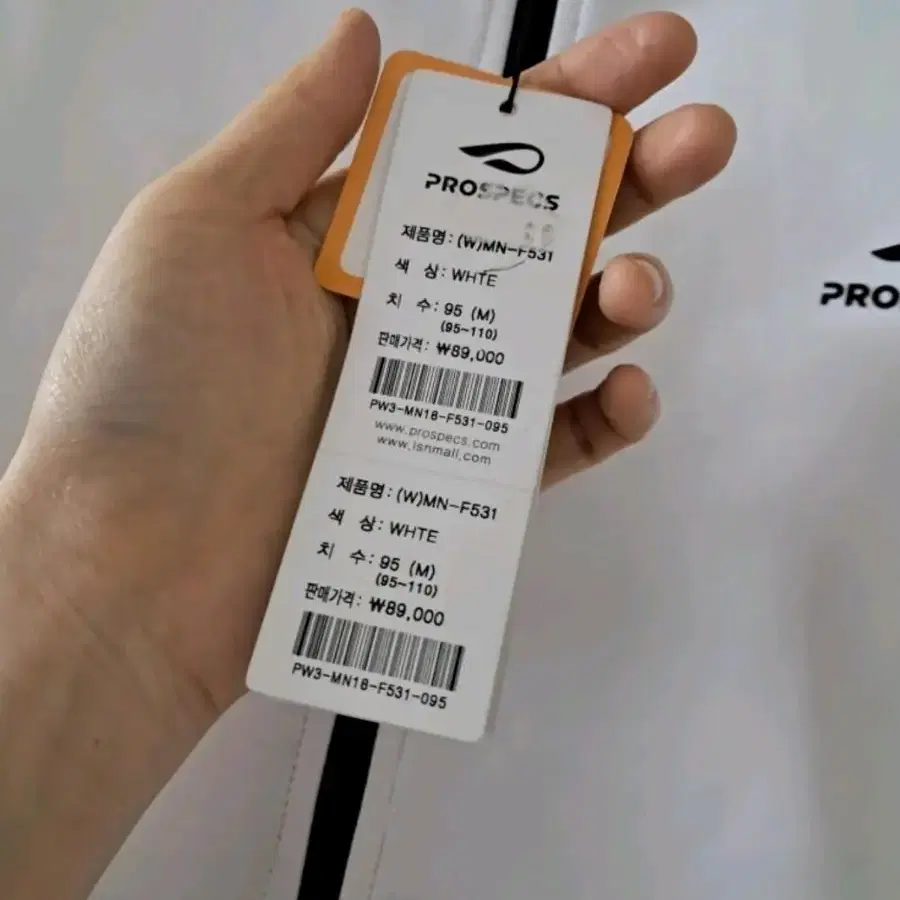 PROSPECS
제품명: (W)MN-F531
색 상: WHTE
치 수: 95 (M)
(95~110)
판매가격: ₩89,000
PW3-MN18-F531-095
www.prospecs.com
www.lsnmall.com
제품명: (W)MN-F531
색 상: WHTE
치 수: 95 (M)
(95~110)
판매가격: ₩89,000
PW3-MN18-F531-095
PRO